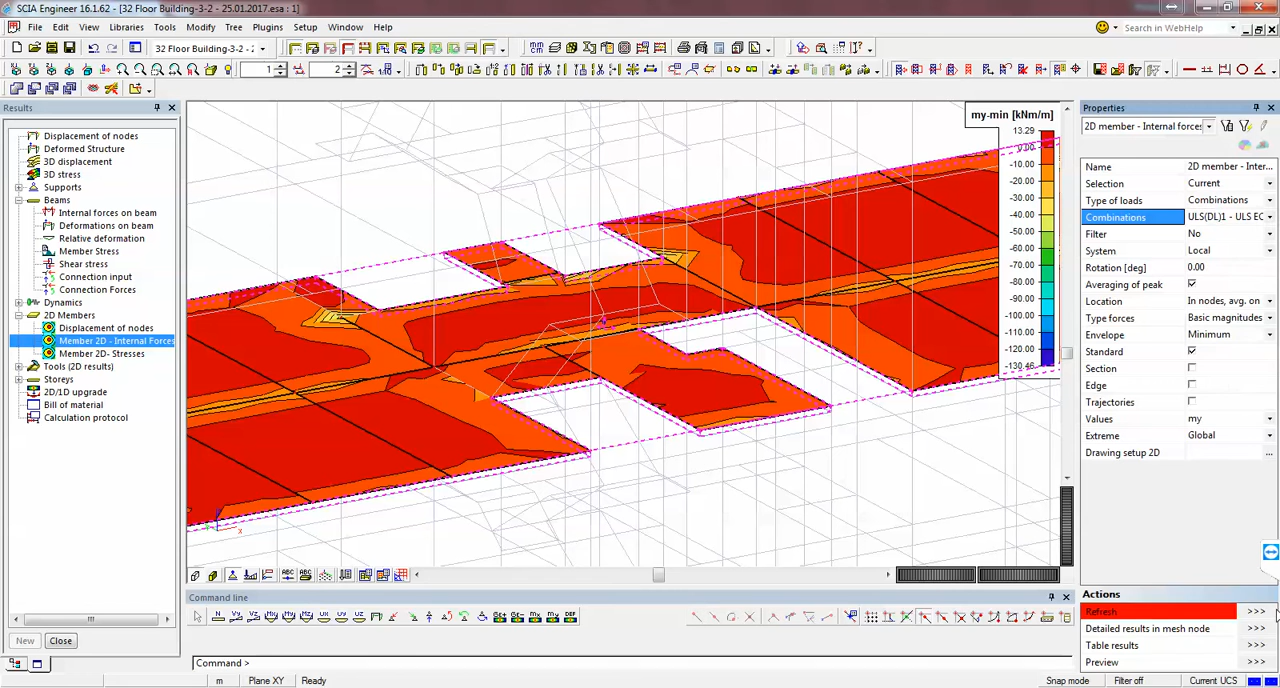 SCIA Engineer 16.1.62 - [32 Floor Building-3-2 - 25.01.2017.esa : 1]
File Edit View Libraries Tools Modify Tree Plugins Setup Window Help
Search in WebHelp
32 Floor Building-3-2 - 2
1
2
Results
Displacement of nodes
Deformed Structure
3D displacement
3D stress
Supports
Beams
Internal forces on beam
Deformations on beam
Relative deformation
Member Stress
Shear stress
Connection input
Connection Forces
Dynamics
2D Members
Displacement of nodes
Member 2D - Internal Forces
Member 2D- Stresses
Items (2D results)
Storeys
2D/1D upgrade
Bill of material
Calculation protocol
New Close
my-min [kNm/m]
13.29
0.00
-10.00
-20.00
-30.00
-40.00
-50.00
-60.00
-70.00
-80.00
-90.00
-100.00
-110.00
-120.00
-130.46
x
Properties
2D member - Internal forces
Name 2D member - Inter...
Selection Current
Type of loads Combinations
Combinations ULS(DL)1 - ULS EC
Filter No
System Local
Rotation [deg] 0.00
Averaging of peak
Location In nodes, avg. on
Type forces Basic magnitudes
Envelope Minimum
Standard
Section
Edge
Trajectories
Values my
Extreme Global
Drawing setup 2D ...
Actions
Refresh >>>
Detailed results in mesh node >>>
Table results >>>
Preview >>>
Command line
Command >
m Plane XY Ready Snap mode Filter off Current UCS